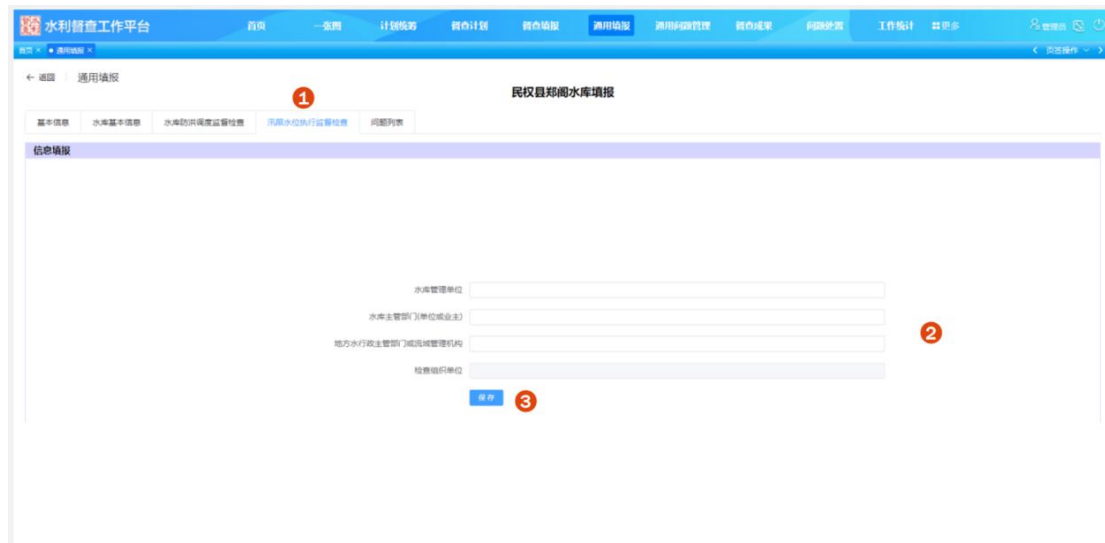 水利督查工作平台 首页 一张图 计划统筹 督查计划 督查填报 通用填报 通用问题管理 督查成果 问题处置 工作统计 更多 管理员
首页 × 通用填报 × 页签操作
← 返回 通用填报
民权县郑阁水库填报
1
基本信息 水库基本信息 水库防洪调度监督检查 汛限水位执行监督检查 问题列表
信息填报
水库管理单位
水库主管部门(单位或业主)
2
地方水行政主管部门或流域管理机构
检查组织单位
保存 3